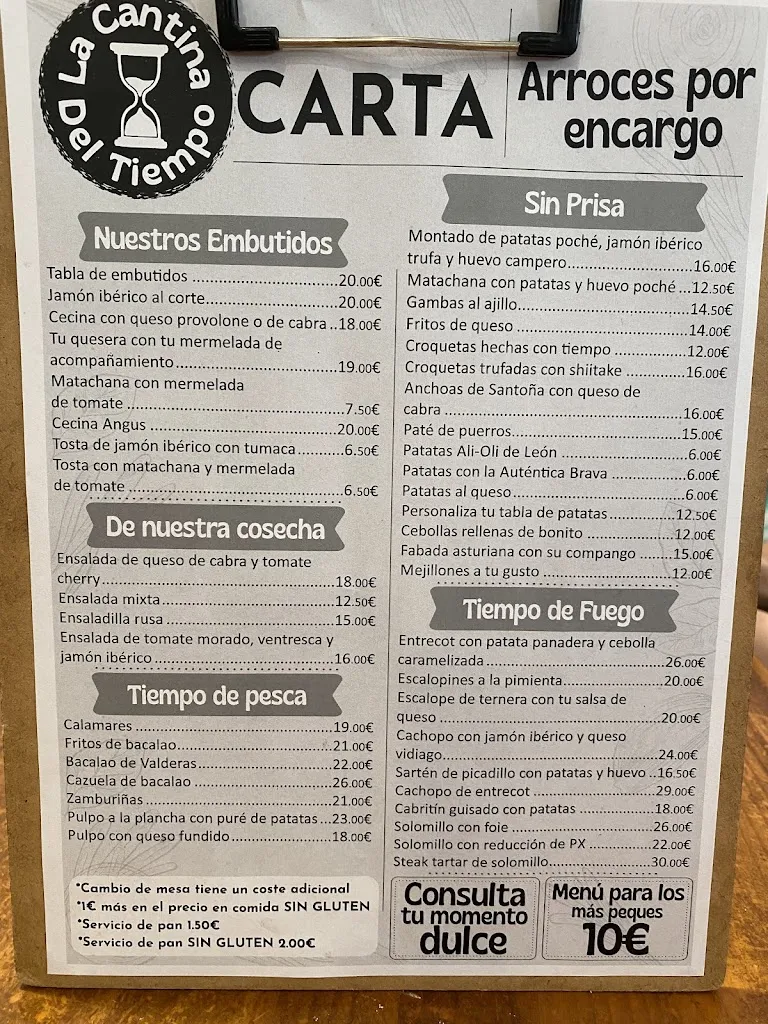 La Cantina
Del Tiempo
CARTA
Arroces por
encargo
Nuestros Embutidos
Tabla de embutidos ..................................20.00€
Jamón ibérico al corte..............................20.00€
Cecina con queso provolone o de cabra ..18.00€
Tu quesera con tu mermelada de
acompañamiento.....................................19.00€
Matachana con mermelada
de tomate ..................................................7.50€
Cecina Angus ............................................20.00€
Tosta de jamón ibérico con tumaca...........6.50€
Tosta con matachana y mermelada
de tomate ..................................................6.50€
De nuestra cosecha
Ensalada de queso de cabra y tomate
cherry.....................................................18.00€
Ensalada mixta.......................................12.50€
Ensaladilla rusa ......................................15.00€
Ensalada de tomate morado, ventresca y
jamón ibérico .........................................16.00€
Tiempo de pesca
Calamares .............................................19.00€
Fritos de bacalao...................................21.00€
Bacalao de Valderas..............................22.00€
Cazuela de bacalao ...............................26.00€
Zamburiñas ..........................................21.00€
Pulpo a la plancha con puré de patatas...23.00€
Pulpo con queso fundido ......................18.00€
*Cambio de mesa tiene un coste adicional
*1€ más en el precio en comida SIN GLUTEN
*Servicio de pan 1.50€
*Servicio de pan SIN GLUTEN 2.00€
Sin Prisa
Montado de patatas poché, jamón ibérico
trufa y huevo campero............................16.00€
Matachana con patatas y huevo poché ...12.50€
Gambas al ajillo.......................................14.50€
Fritos de queso .......................................14.00€
Croquetas hechas con tiempo ................12.00€
Croquetas trufadas con shiitake .............16.00€
Anchoas de Santoña con queso de
cabra ......................................................16.00€
Paté de puerros......................................15.00€
Patatas Ali-Oli de León .............................6.00€
Patatas con la Auténtica Brava .................6.00€
Patatas al queso.......................................6.00€
Personaliza tu tabla de patatas...............12.50€
Cebollas rellenas de bonito ....................12.00€
Fabada asturiana con su compango .......15.00€
Mejillones a tu gusto .............................12.00€
Tiempo de Fuego
Entrecot con patata panadera y cebolla
caramelizada ........................................26.00€
Escalopines a la pimienta......................20.00€
Escalope de ternera con tu salsa de
queso ..................................................20.00€
Cachopo con jamón ibérico y queso
vidiago.................................................24.00€
Sartén de picadillo con patatas y huevo ..16.50€
Cachopo de entrecot ............................29.00€
Cabritín guisado con patatas .................18.00€
Solomillo con foie ................................26.00€
Solomillo con reducción de PX ..............22.00€
Steak tartar de solomillo.......................30.00€
Consulta
tu momento
dulce
Menú para los
más peques
10€